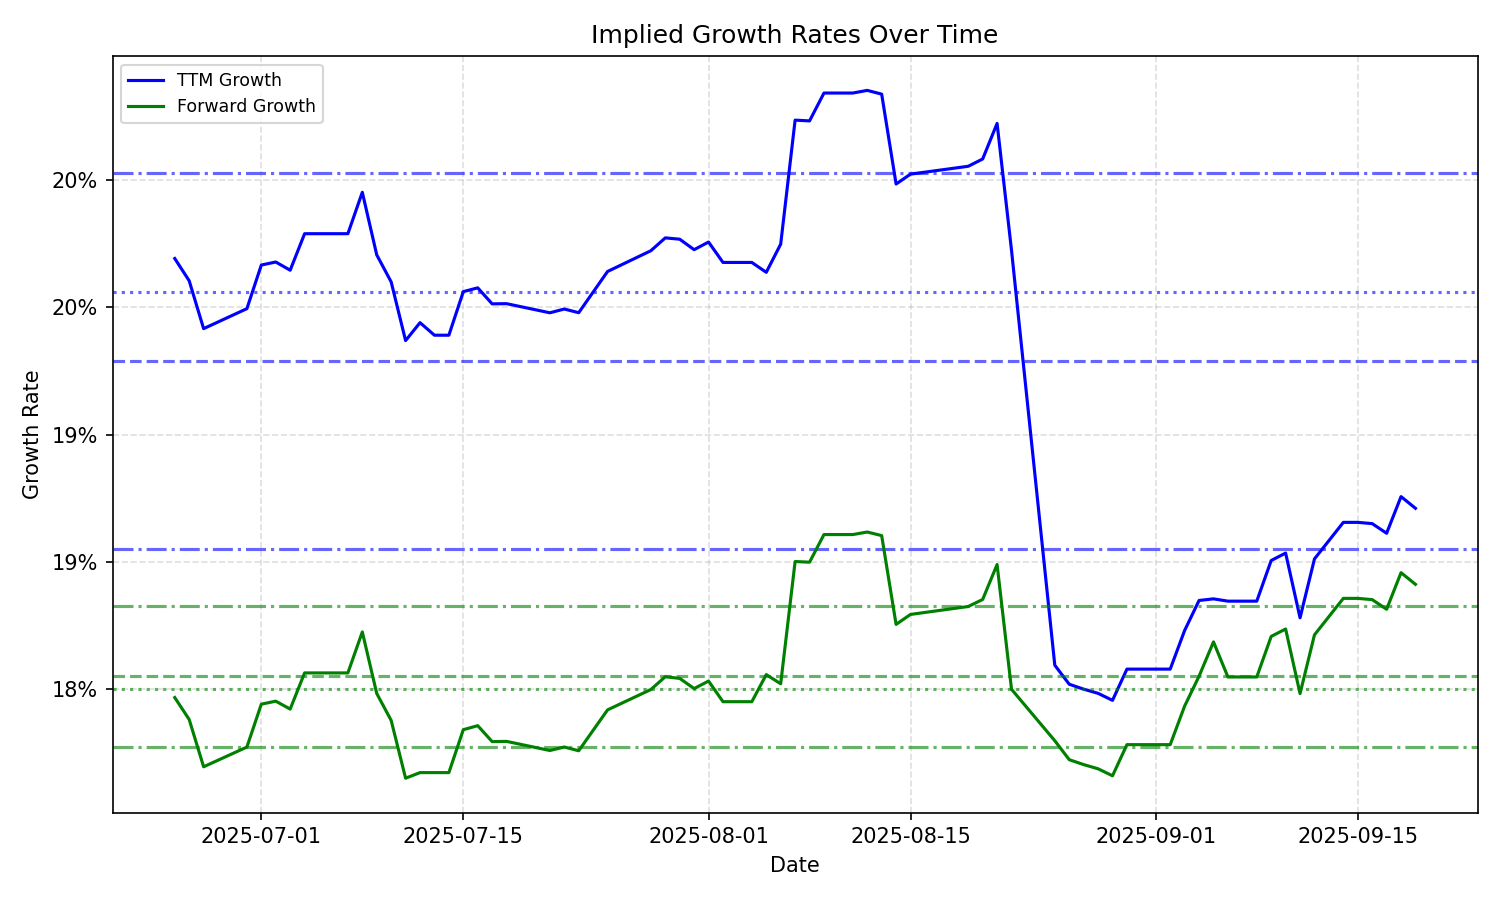 Implied Growth Rates Over Time
TTM Growth
Forward Growth
Growth Rate
20%
20%
19%
19%
18%
2025-07-01
2025-07-15
2025-08-01
2025-08-15
2025-09-01
2025-09-15
Date